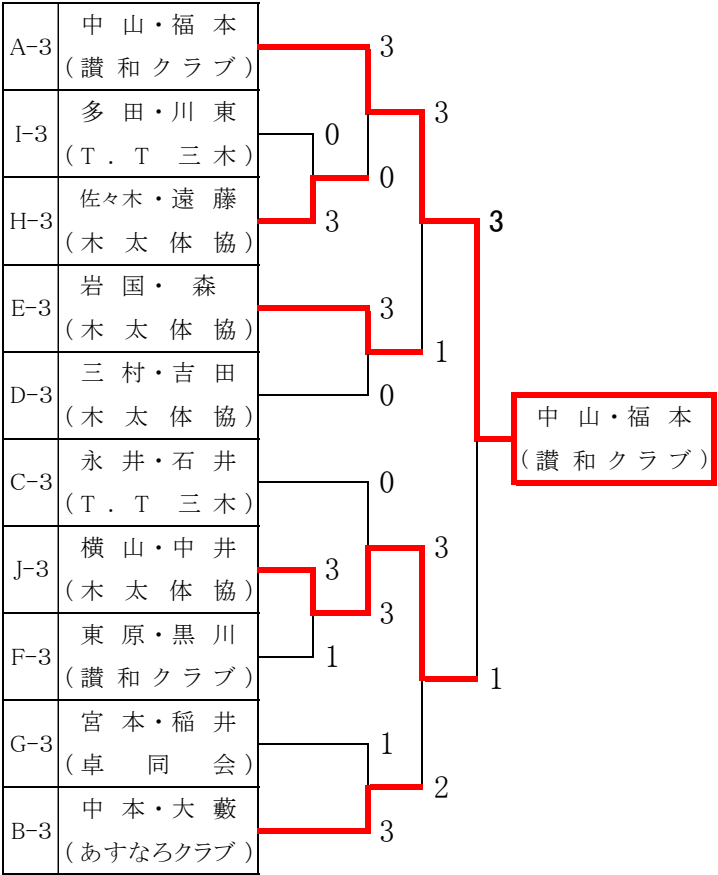 A-3
中 山・福 本
(讃 和 ク ラ ブ)
3
I-3
多 田・川 東
(T . T 三 木)
0
3
H-3
佐々木・遠 藤
(木 太 体 協)
3
0
3
E-3
岩 国・ 森
(木 太 体 協)
3
1
D-3
三 村・吉 田
(木 太 体 協)
0
中 山・福 本
(讃 和 ク ラ ブ)
C-3
永 井・石 井
(T . T 三 木)
0
J-3
横 山・中 井
(木 太 体 協)
3
3
3
F-3
東 原・黒 川
(讃 和 ク ラ ブ)
1
1
G-3
宮 本・稲 井
(卓 同 会)
1
2
B-3
中 本・大 藪
(あすなろクラブ)
3